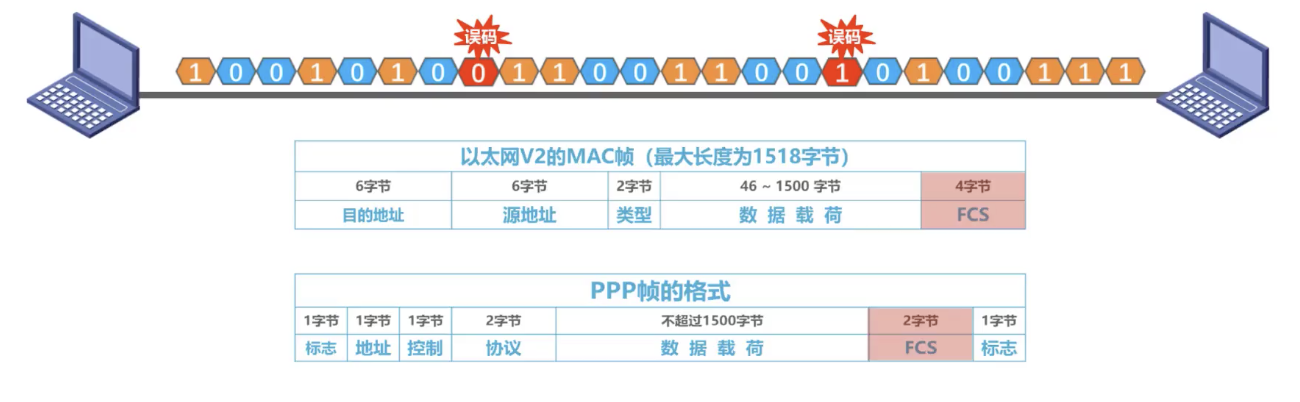 误码 误码
1 0 0 1 0 1 0 0 1 1 0 0 1 1 0 0 1 0 1 0 0 1 1 1
以太网V2的MAC帧（最大长度为1518字节）
6字节 6字节 2字节 46 ~ 1500 字节 4字节
目的地址 源地址 类型 数 据 载 荷 FCS
PPP帧的格式
1字节 1字节 1字节 2字节 不超过1500字节 2字节 1字节
标志 地址 控制 协议 数 据 载 荷 FCS 标志